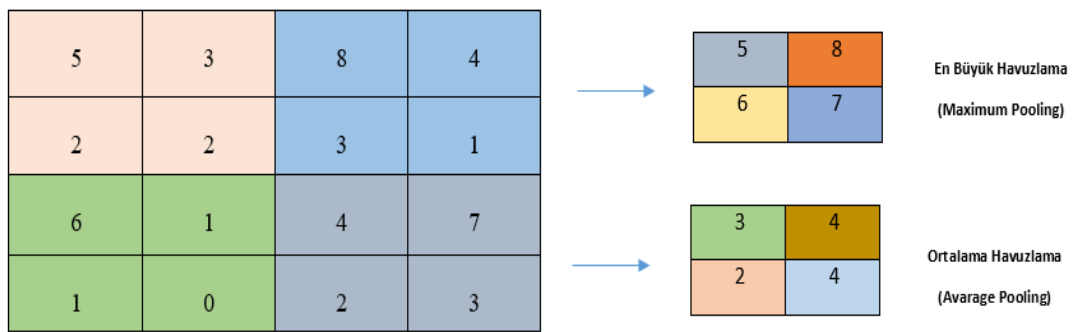 5 3 8 4
2 2 3 1
6 1 4 7
1 0 2 3
5 8
6 7
En Büyük Havuzlama
(Maximum Pooling)
3 4
2 4
Ortalama Havuzlama
(Avarage Pooling)